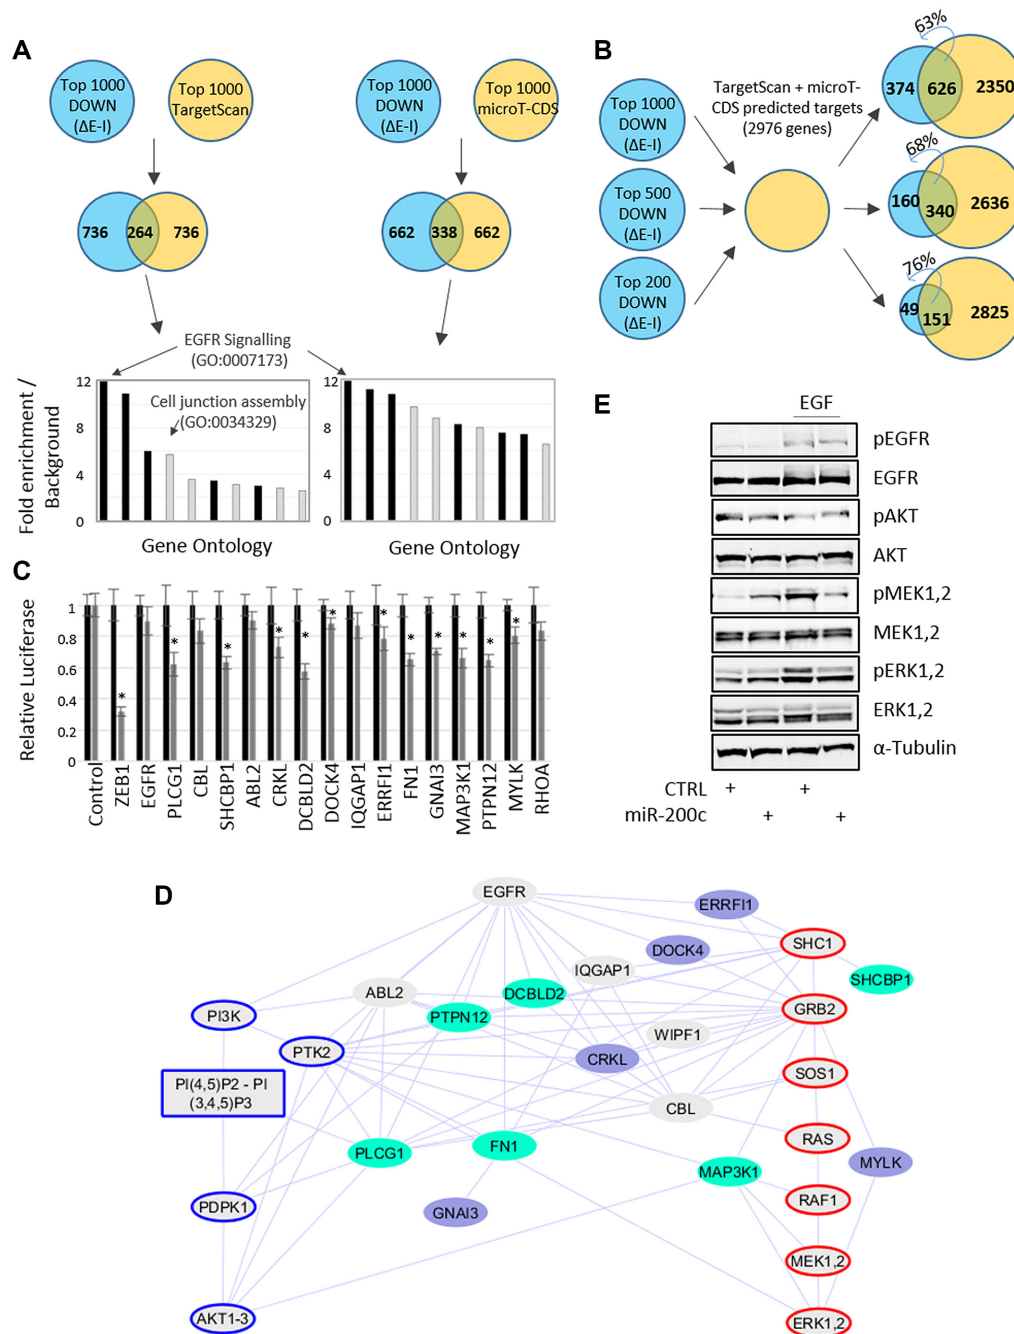 A
Top 1000
DOWN
(ΔE-I)
Top 1000
TargetScan
Top 1000
DOWN
(ΔE-I)
Top 1000
microT-CDS
736
264
736
662
338
662
EGFR Signalling
(GO:0007173)
Cell junction assembly
(GO:0034329)
Fold enrichment /
Background
12
8
4
0
Gene Ontology
12
8
4
0
Gene Ontology
B
Top 1000
DOWN
(ΔE-I)
Top 500
DOWN
(ΔE-I)
Top 200
DOWN
(ΔE-I)
TargetScan + microT-
CDS predicted targets
(2976 genes)
63%
374
626
2350
68%
160
340
2636
76%
49
151
2825
C
Relative Luciferase
1
0.8
0.6
0.4
0.2
0
* * * * * * * * * * * *
Control
ZEB1
EGFR
PLCG1
CBL
SHCBP1
ABL2
CRKL
DCBLD2
DOCK4
IQGAP1
ERRFI1
FN1
GNAI3
MAP3K1
PTPN12
MYLK
RHOA
E
EGF
pEGFR
EGFR
pAKT
AKT
pMEK1,2
MEK1,2
pERK1,2
ERK1,2
α-Tubulin
CTRL + +
miR-200c + +
D
EGFR
ERRFI1
SHC1
DOCK4
IQGAP1
SHCBP1
ABL2
DCBLD2
PTPN12
GRB2
PI3K
WIPF1
PTK2
CRKL
SOS1
PI(4,5)P2 - PI
(3,4,5)P3
CBL
RAS
PLCG1
FN1
MYLK
MAP3K1
PDPK1
GNAI3
RAF1
MEK1,2
AKT1-3
ERK1,2